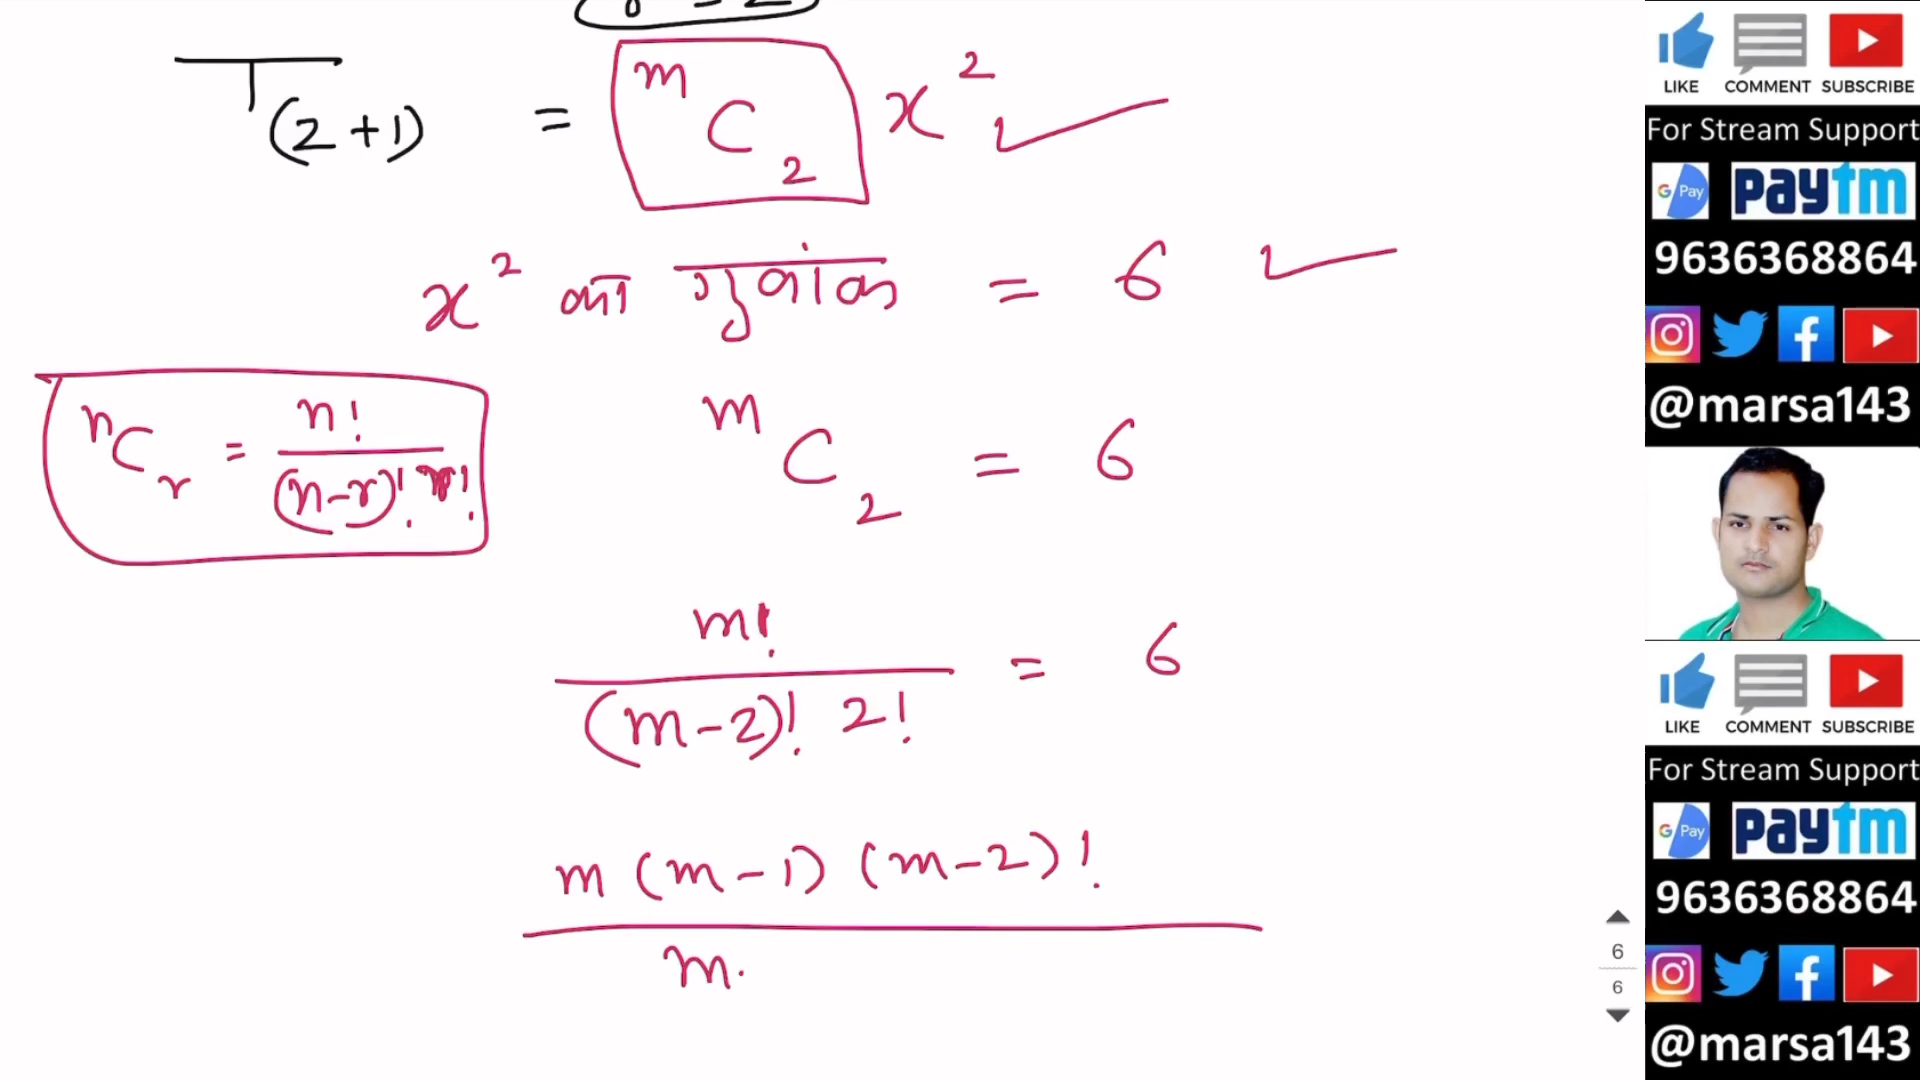 T(2+1) = mC2 x²
x² का गुणांक = 6
nCr = n! / (n-r)! r!
mC2 = 6
m! / (m-2)! 2! = 6
m (m-1) (m-2)! / m.
6
6
LIKE COMMENT SUBSCRIBE
For Stream Support
G Pay paytm
9636368864
@marsa143
LIKE COMMENT SUBSCRIBE
For Stream Support
G Pay paytm
9636368864
@marsa143